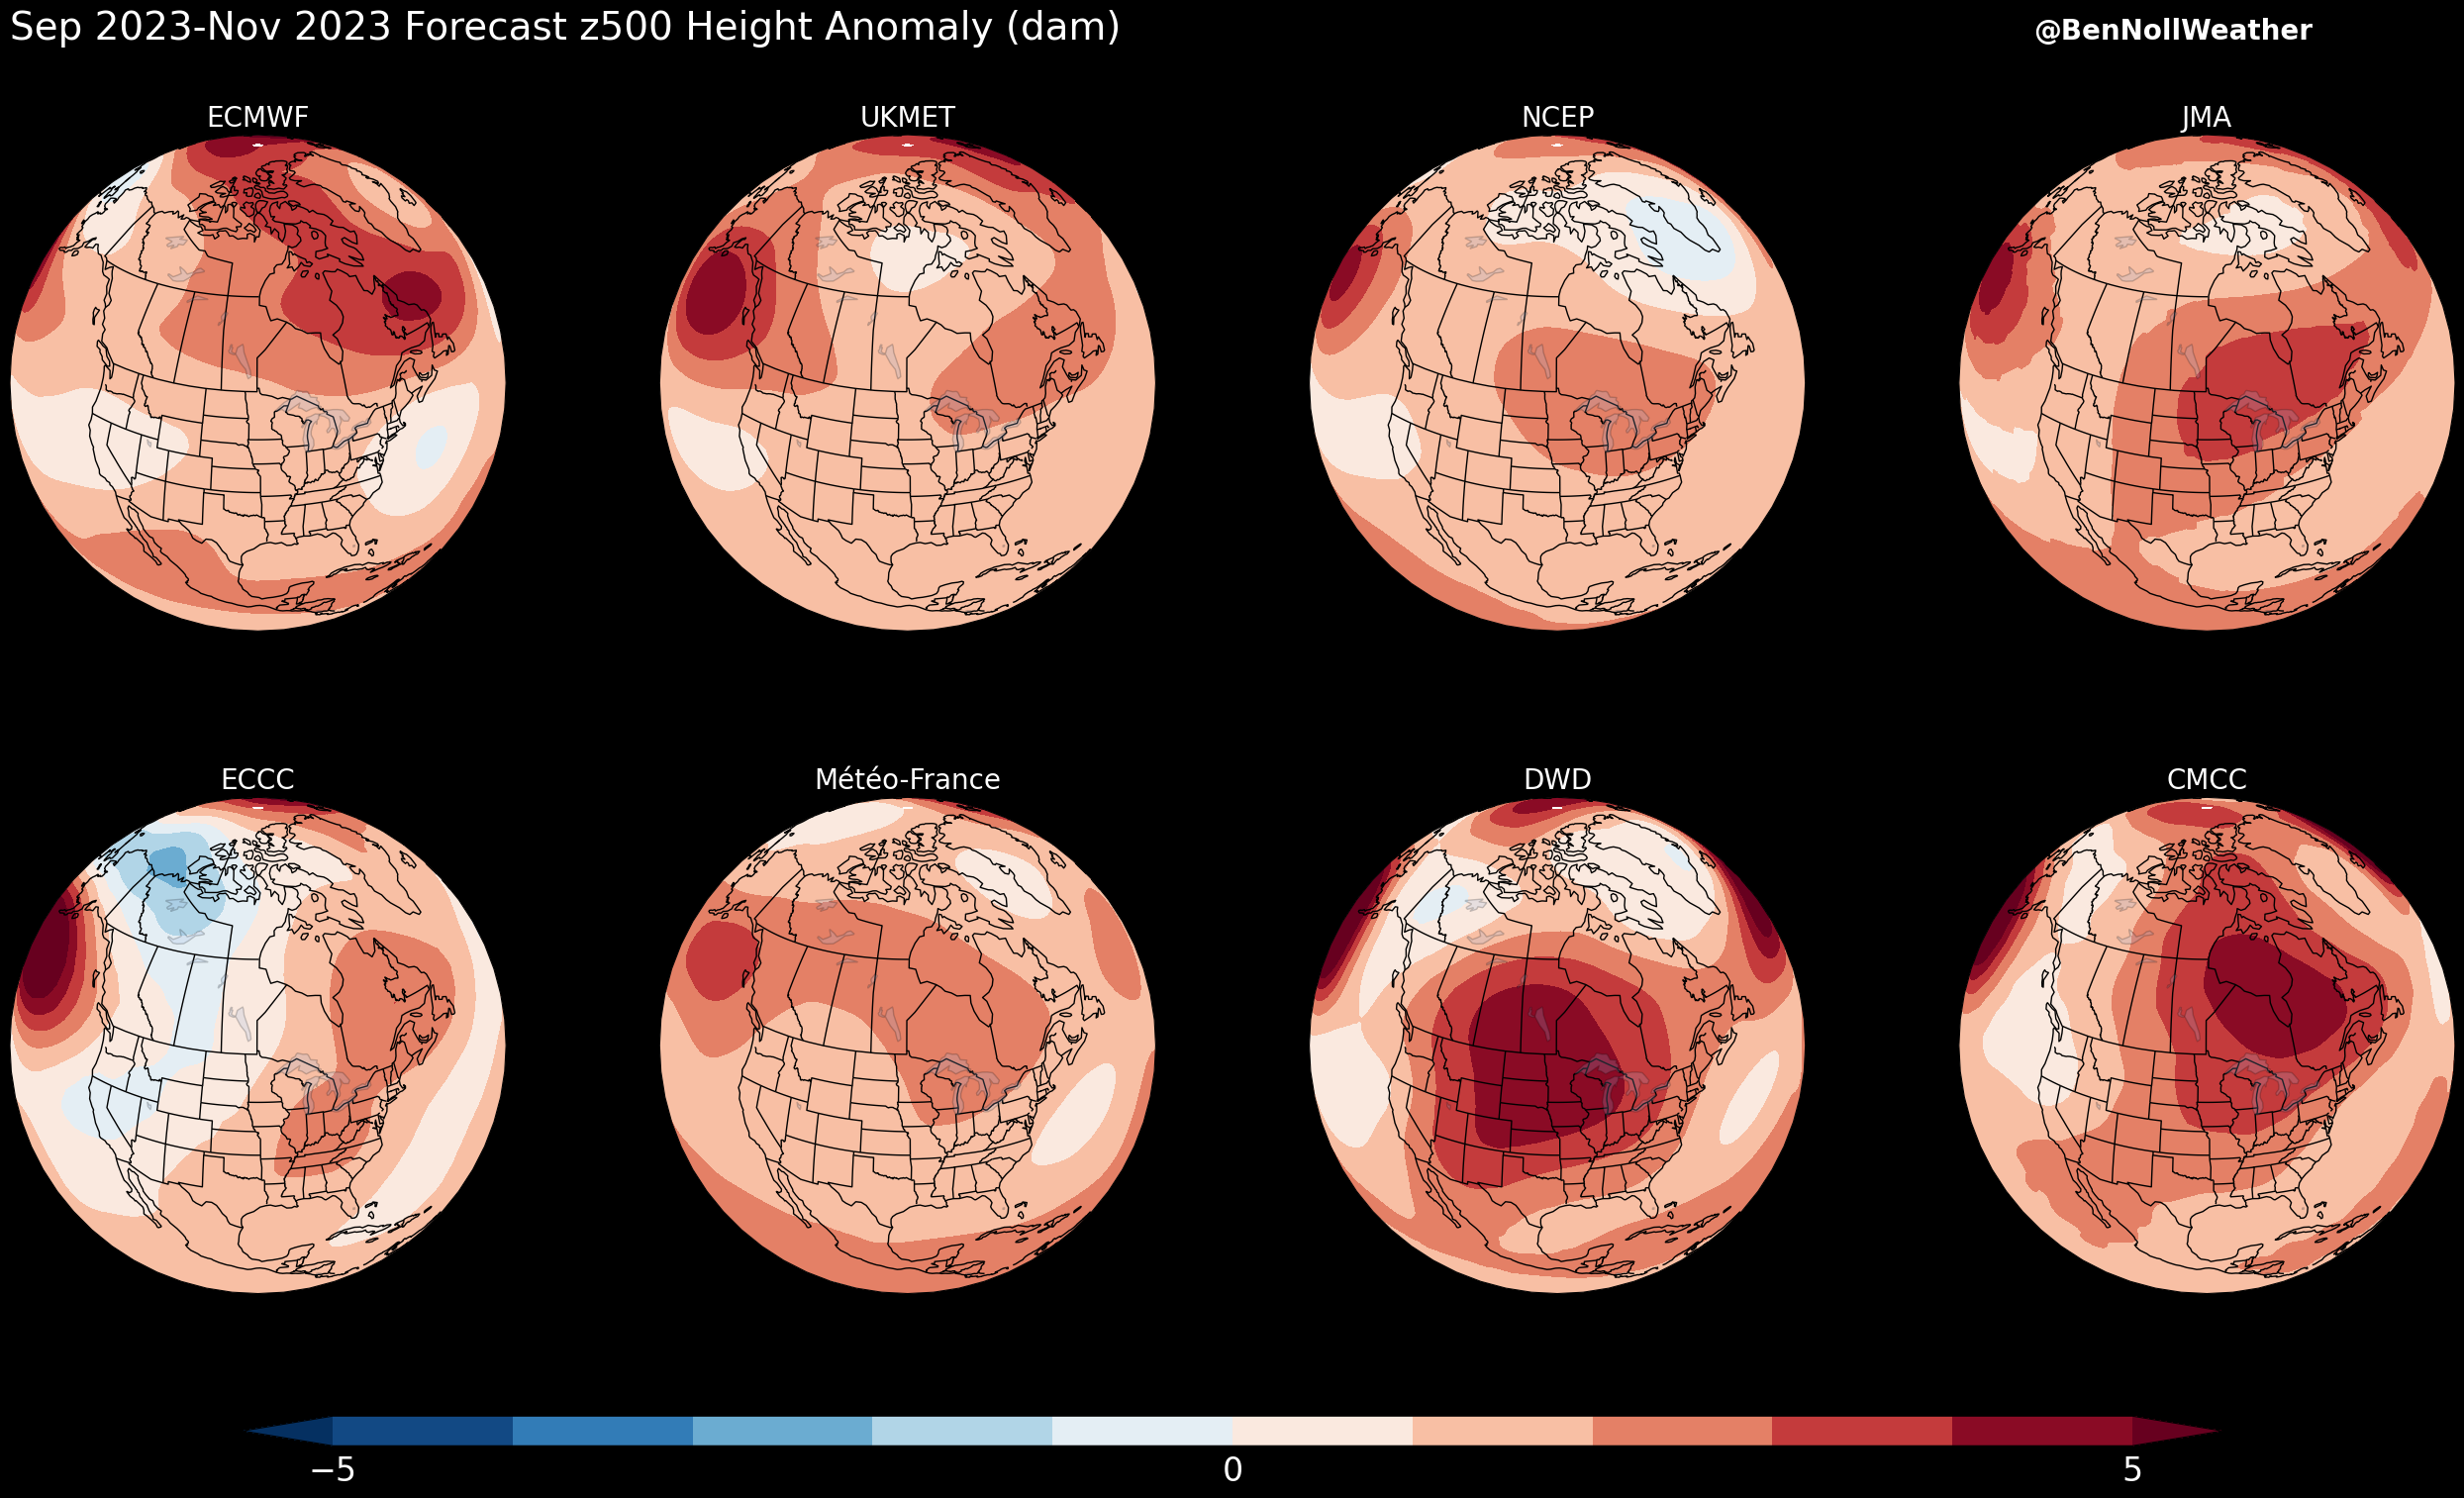 Sep 2023-Nov 2023 Forecast z500 Height Anomaly (dam)
@BenNollWeather
ECMWF
UKMET
NCEP
JMA
ECCC
Météo-France
DWD
CMCC
−5
0
5